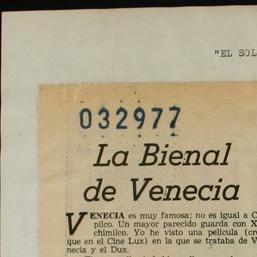 "EL SOL
032977
La Bienal
de Venecia
VENECIA es muy famosa; no es igual a
pilco. Un mayor parecido guarda con
chimilco. Yo he visto una película
que en el Cine Lux) en la que se trataba de
necia y el Dux.